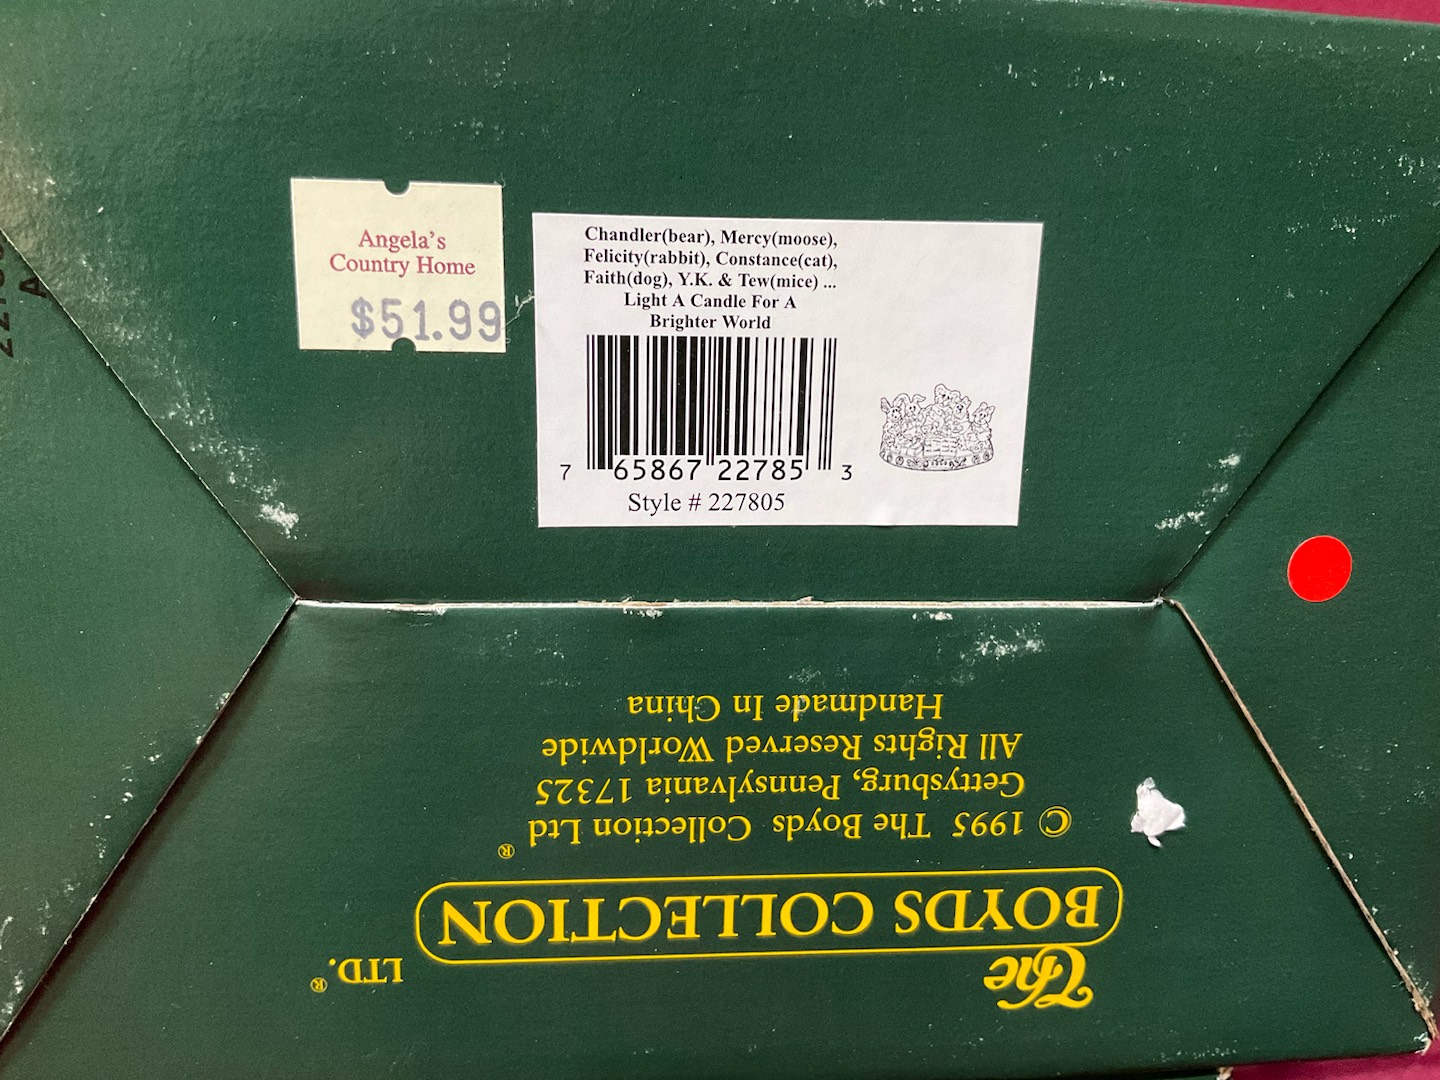 Angela's
Country Home
$51.99
Chandler(bear), Mercy(moose),
Felicity(rabbit), Constance(cat),
Faith(dog), Y.K. & Tew(mice) ...
Light A Candle For A
Brighter World
7 65867 22785 3
Style # 227805
The
BOYDS COLLECTION
LTD.®
© 1995 The Boyds Collection Ltd®
Gettysburg, Pennsylvania 17325
All Rights Reserved Worldwide
Handmade In China